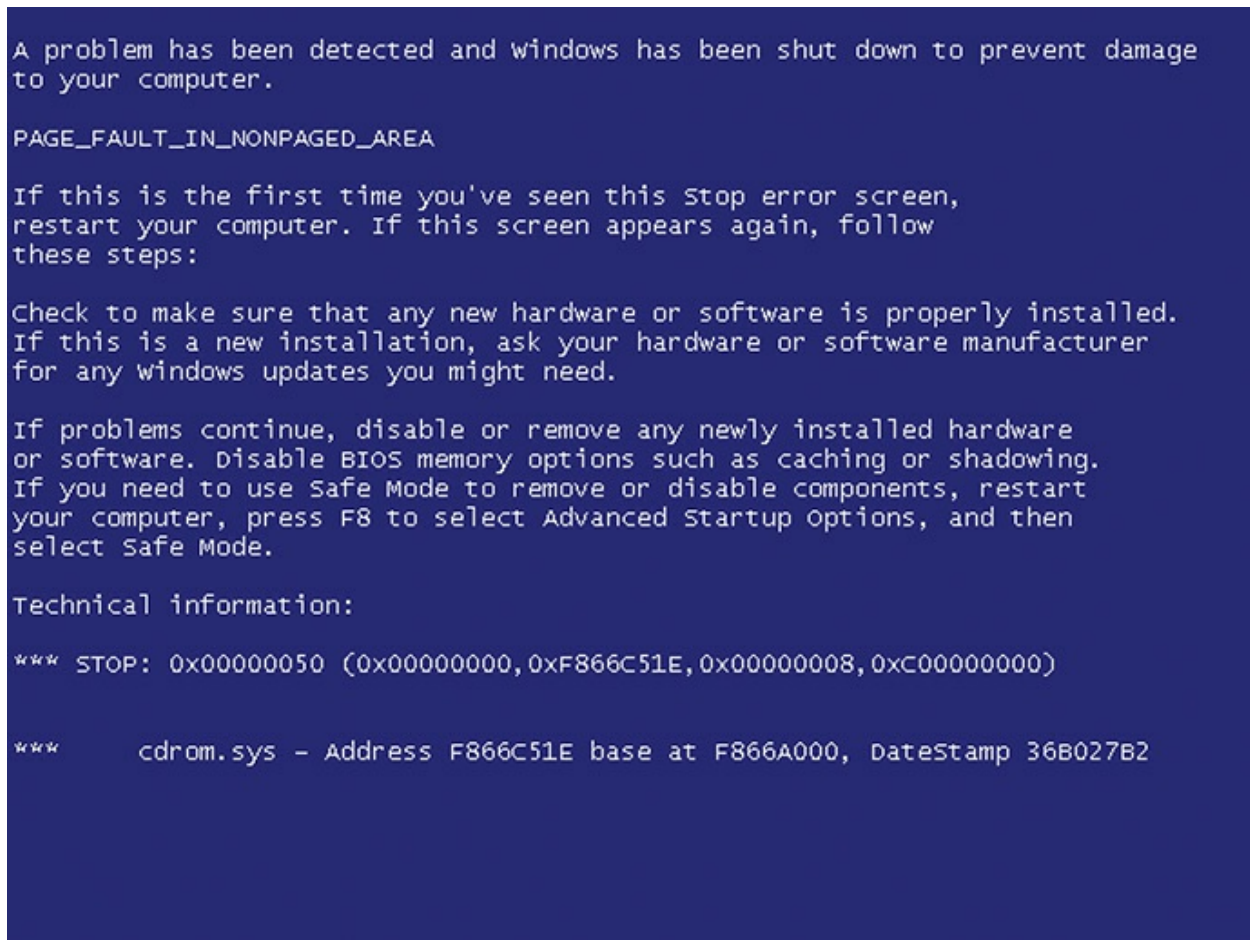 A problem has been detected and Windows has been shut down to prevent damage
to your computer.
PAGE_FAULT_IN_NONPAGED_AREA
If this is the first time you've seen this Stop error screen,
restart your computer. If this screen appears again, follow
these steps:
Check to make sure that any new hardware or software is properly installed.
If this is a new installation, ask your hardware or software manufacturer
for any Windows updates you might need.
If problems continue, disable or remove any newly installed hardware
or software. Disable BIOS memory options such as caching or shadowing.
If you need to use Safe Mode to remove or disable components, restart
your computer, press F8 to select Advanced Startup Options, and then
select Safe Mode.
Technical information:
*** STOP: 0x00000050 (0x00000000,0xF866C51E,0x00000008,0xC00000000)
*** cdrom.sys – Address F866C51E base at F866A000, DateStamp 36B027B2